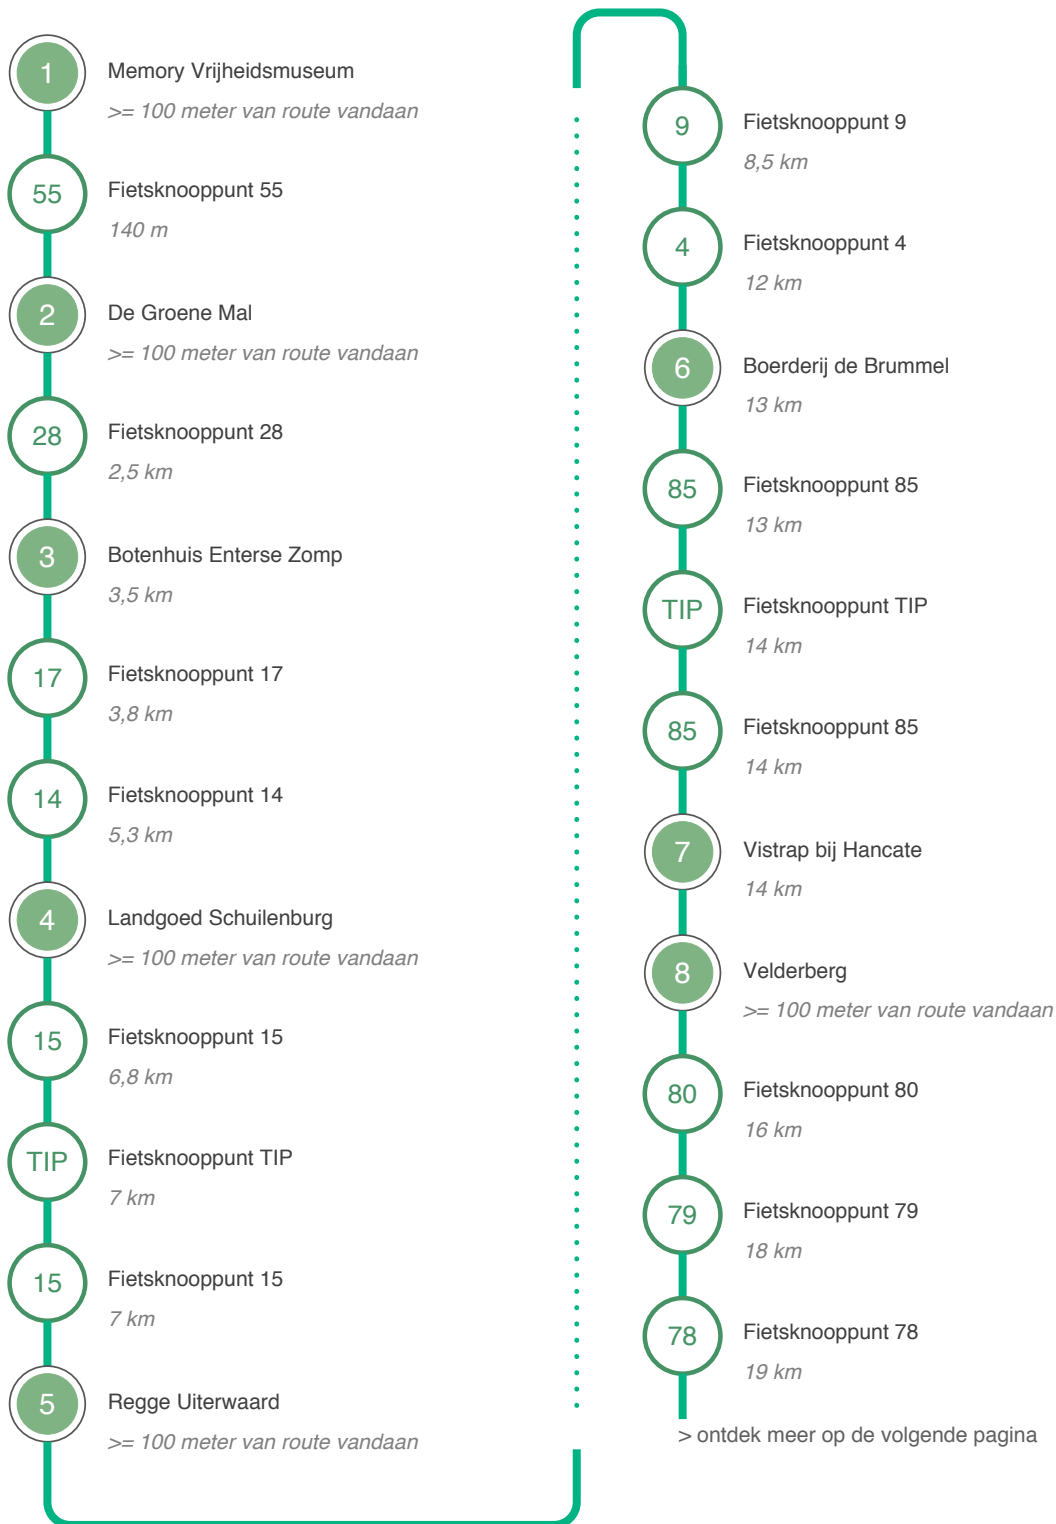 1
Memory Vrijheidsmuseum
>= 100 meter van route vandaan
55
Fietsknooppunt 55
140 m
2
De Groene Mal
>= 100 meter van route vandaan
28
Fietsknooppunt 28
2,5 km
3
Botenhuis Enterse Zomp
3,5 km
17
Fietsknooppunt 17
3,8 km
14
Fietsknooppunt 14
5,3 km
4
Landgoed Schuilenburg
>= 100 meter van route vandaan
15
Fietsknooppunt 15
6,8 km
TIP
Fietsknooppunt TIP
7 km
15
Fietsknooppunt 15
7 km
5
Regge Uiterwaard
>= 100 meter van route vandaan
9
Fietsknooppunt 9
8,5 km
4
Fietsknooppunt 4
12 km
6
Boerderij de Brummel
13 km
85
Fietsknooppunt 85
13 km
TIP
Fietsknooppunt TIP
14 km
85
Fietsknooppunt 85
14 km
7
Vistrap bij Hancate
14 km
8
Velderberg
>= 100 meter van route vandaan
80
Fietsknooppunt 80
16 km
79
Fietsknooppunt 79
18 km
78
Fietsknooppunt 78
19 km
> ontdek meer op de volgende pagina